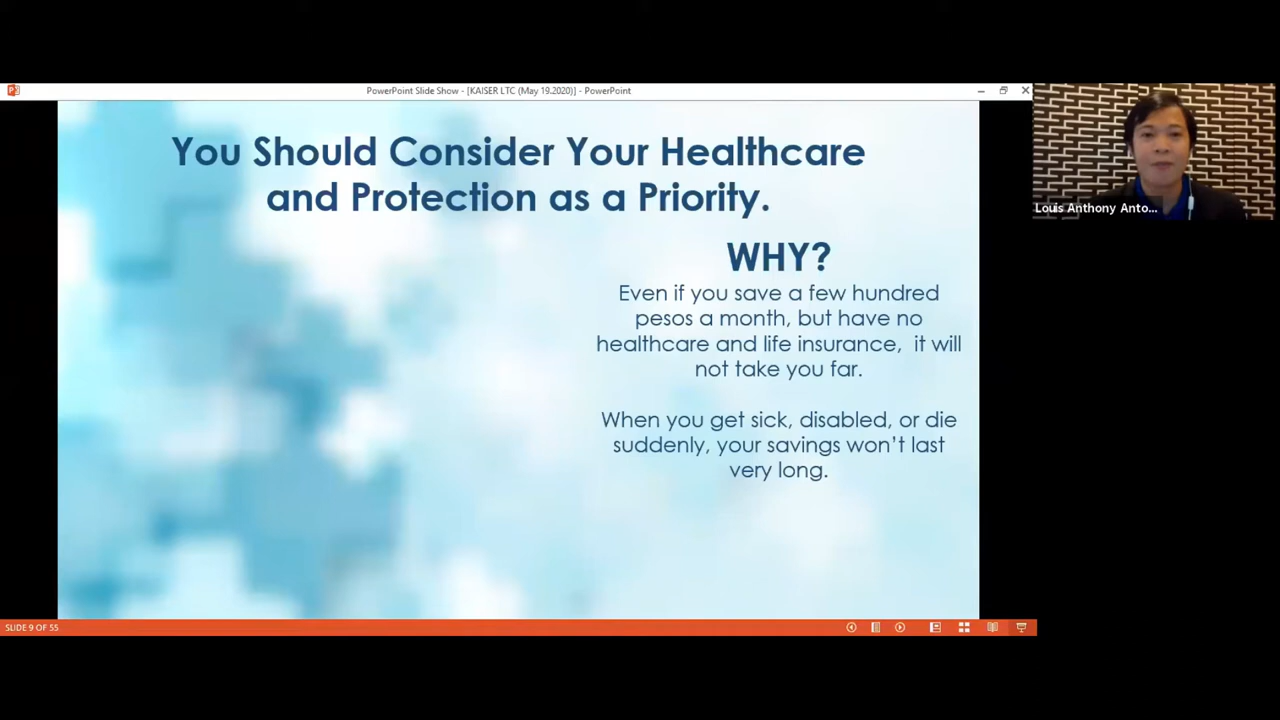 PowerPoint Slide Show - [KAISER LTC (May 19.2020)] - PowerPoint
You Should Consider Your Healthcare
and Protection as a Priority.
WHY?
Even if you save a few hundred
pesos a month, but have no
healthcare and life insurance,  it will
not take you far.
When you get sick, disabled, or die
suddenly, your savings won’t last
very long.
Louis Anthony Anto...
SLIDE 9 OF 55